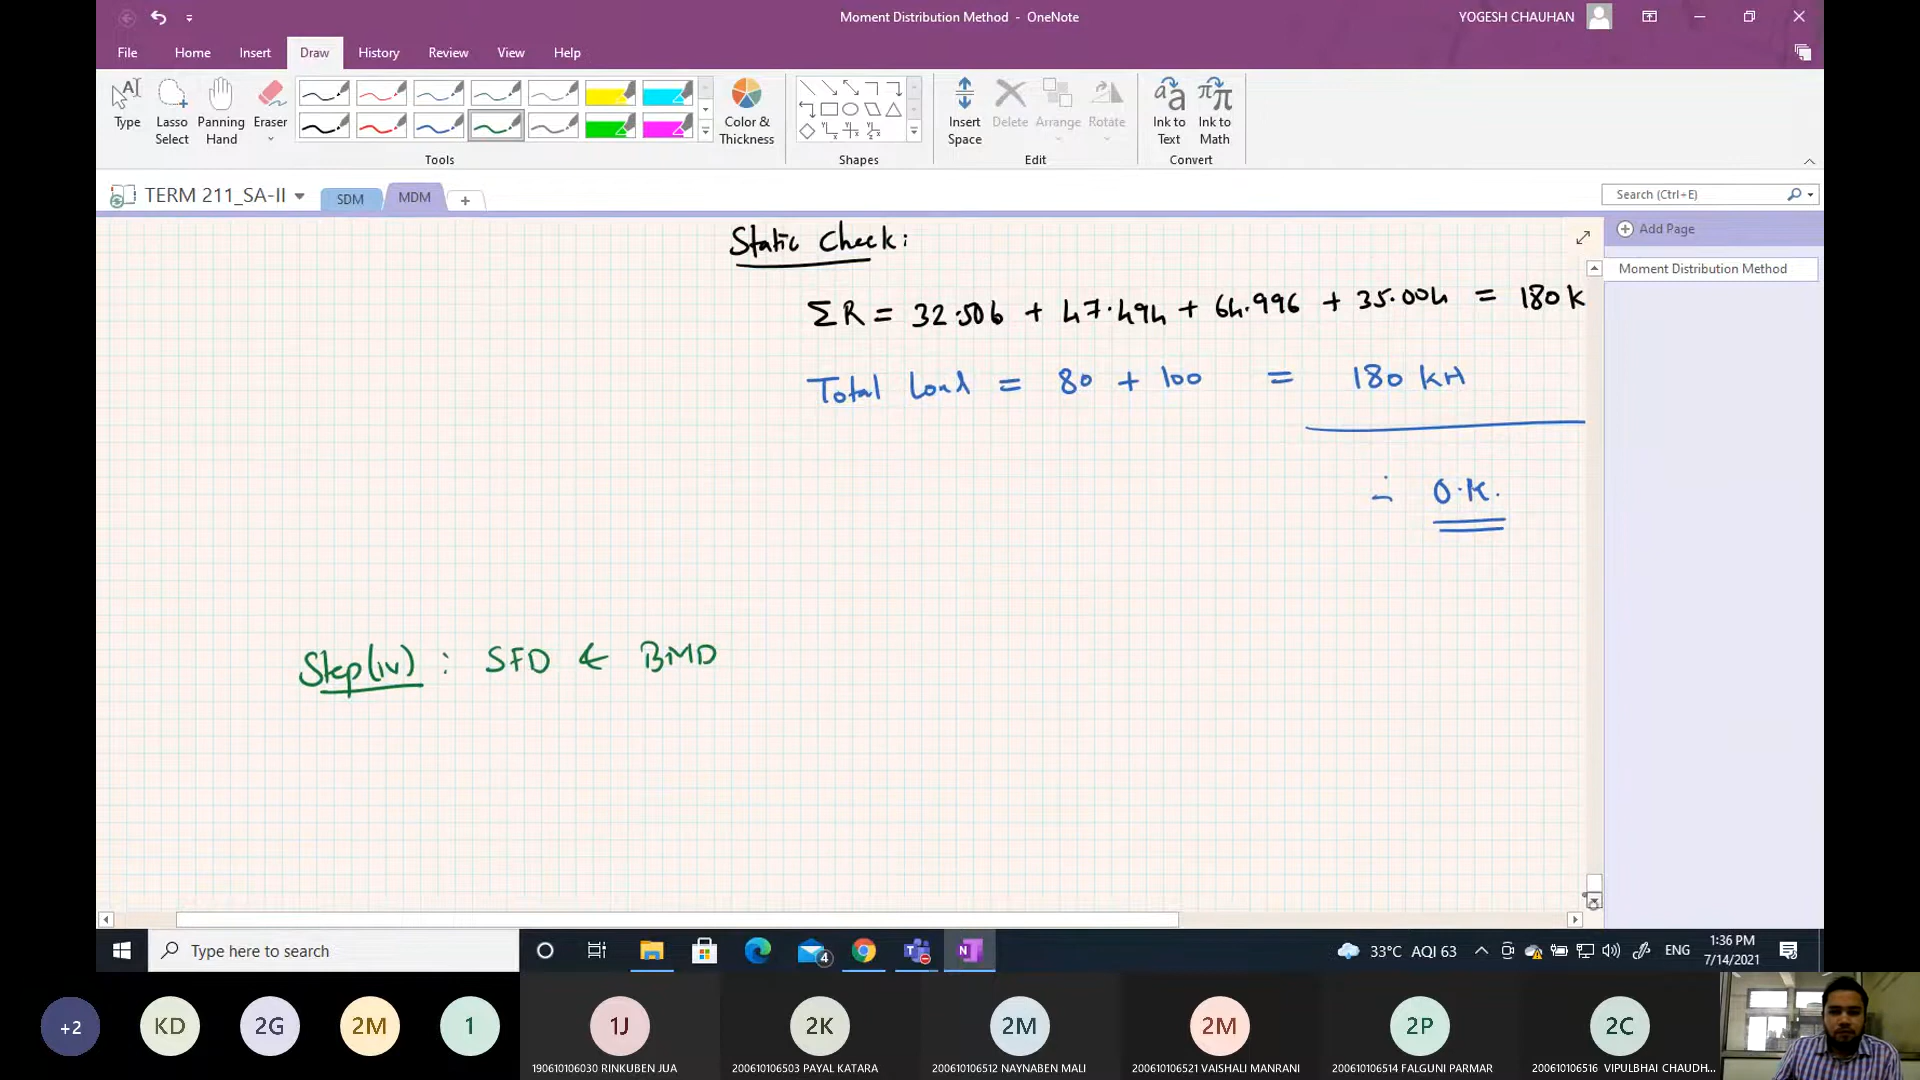 Moment Distribution Method - OneNote
YOGESH CHAUHAN
File Home Insert Draw History Review View Help
Type
Lasso Select
Panning Hand
Eraser
Color & Thickness
Insert Space
Delete
Arrange
Rotate
Ink to Text
Ink to Math
Tools
Shapes
Edit
Convert
TERM 211_SA-II
SDM
MDM
Search (Ctrl+E)
Add Page
Moment Distribution Method
Static Check:
ΣR = 32.506 + 47.494 + 64.996 + 35.004 = 180 k
Total Load = 80 + 100 = 180 kN
∴ O.K.
Step(iv) : SFD & BMD
Type here to search
4
33°C AQI 63
ENG
1:36 PM
7/14/2021
+2 KD 2G 2M 1 1J 2K 2M 2M 2P 2C
190610106030 RINKUBEN JUA
200610106503 PAYAL KATARA
200610106512 NAYNABEN MALI
200610106521 VAISHALI MANRANI
200610106514 FALGUNI PARMAR
200610106516 VIPULBHAI CHAUDH...